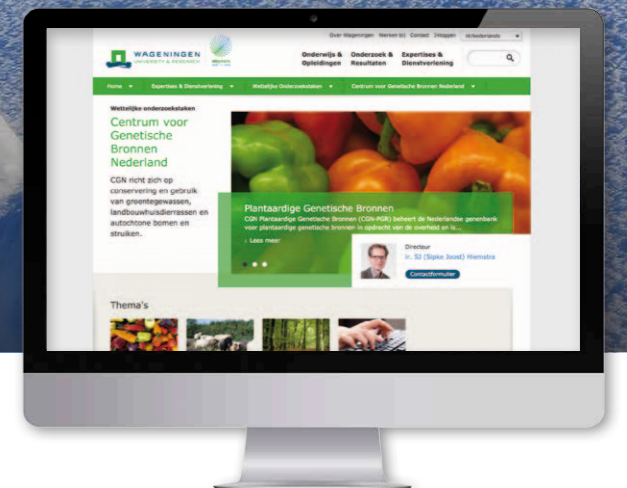 Over Wageningen Werken bij Contact Inloppen
WAGENINGEN
UNIVERSITY & RESEARCH
Onderwijs & Opleidingen
Onderzoek & Resultaten
Expertises & Dienstverlening
Home Expertises & Dienstverlening Wettelijke Onderzoekstaken Centrum voor Genetische Bronnen Nederland
Wettelijke onderzoekstaken
Centrum voor
Genetische
Bronnen
Nederland
CGN richt zich op
conservering en gebruik
van groentegewassen,
landbouwhuisdierrassen en
autochtone bomen en
struiken.
Plantaardige Genetische Bronnen
CGN Plantaardige Genetische Bronnen (CGN-PGR) beheert de Nederlandse genenbank
voor plantaardige genetische bronnen in opdracht van de overheid en is...
› Lees meer
Directeur
ir. SJ (Sipke Joost) Hiemstra
Contactformulier
Thema's